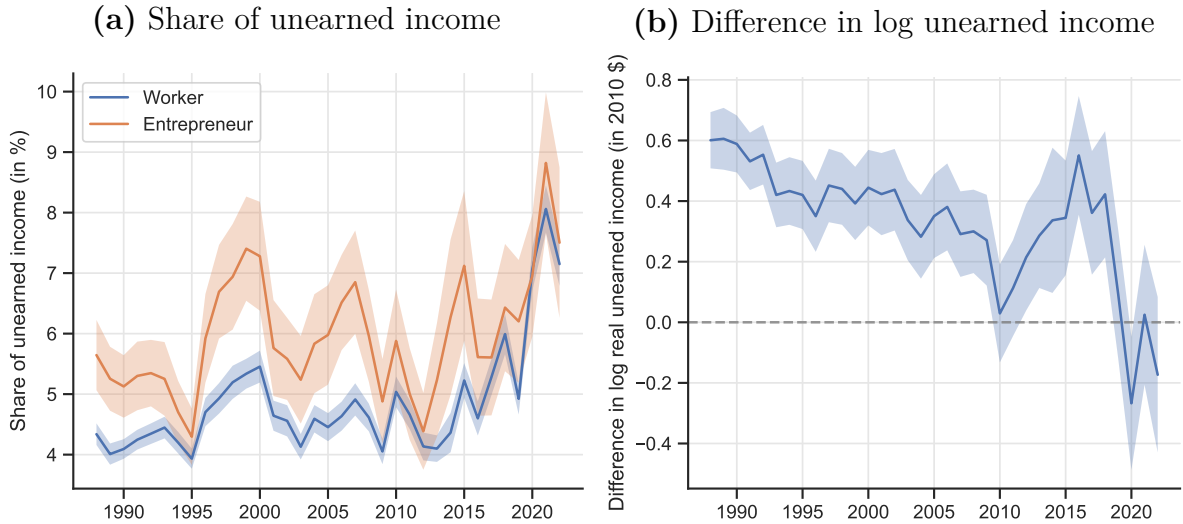 (a) Share of unearned income
Share of unearned income (in %)
10
9
8
7
6
5
4
Worker
Entrepreneur
1990 1995 2000 2005 2010 2015 2020
(b) Difference in log unearned income
Difference in log real unearned income (in 2010 $)
0.8
0.6
0.4
0.2
0.0
−0.2
−0.4
1990 1995 2000 2005 2010 2015 2020